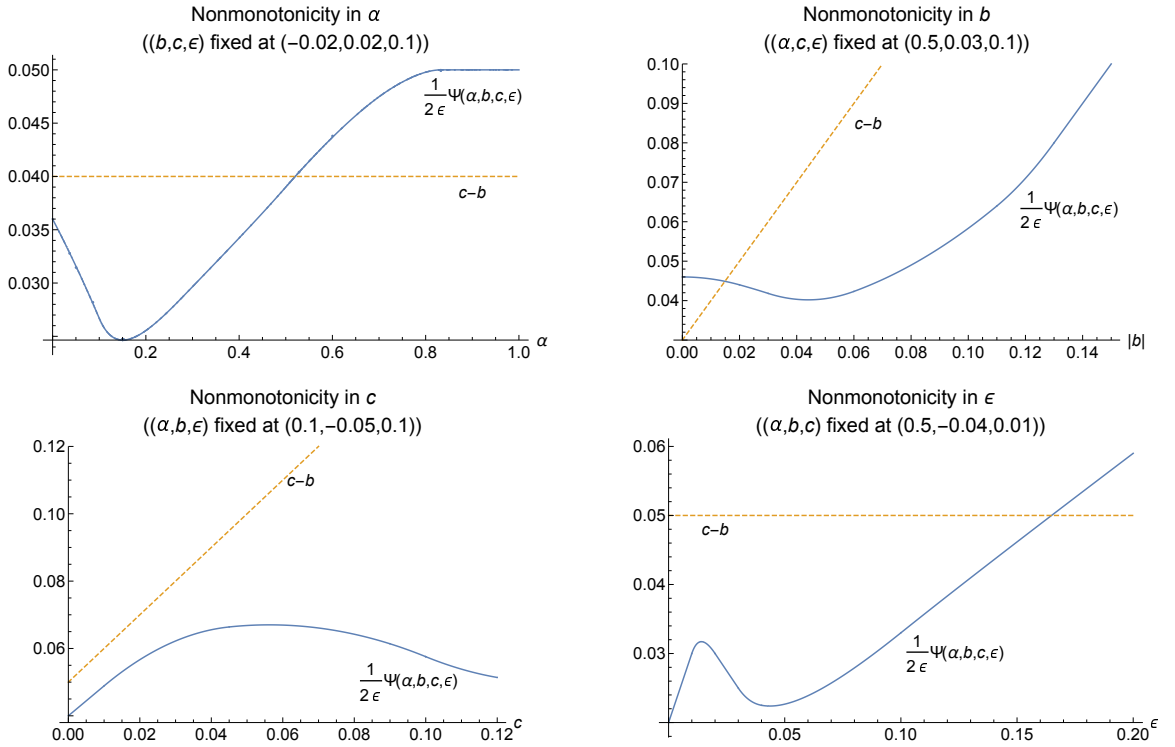 Nonmonotonicity in α
((b,c,ϵ) fixed at (−0.02,0.02,0.1))
0.050
0.045
0.040
0.035
0.030
1/(2 ϵ) Ψ(α,b,c,ϵ)
c−b
0.2 0.4 0.6 0.8 1.0 α
Nonmonotonicity in b
((α,c,ϵ) fixed at (0.5,0.03,0.1))
0.10
0.09
0.08
0.07
0.06
0.05
0.04
c−b
1/(2 ϵ) Ψ(α,b,c,ϵ)
0.00 0.02 0.04 0.06 0.08 0.10 0.12 0.14 |b|
Nonmonotonicity in c
((α,b,ϵ) fixed at (0.1,−0.05,0.1))
0.12
0.10
0.08
0.06
c−b
1/(2 ϵ) Ψ(α,b,c,ϵ)
0.00 0.02 0.04 0.06 0.08 0.10 0.12 c
Nonmonotonicity in ϵ
((α,b,c) fixed at (0.5,−0.04,0.01))
0.06
0.05
0.04
0.03
c−b
1/(2 ϵ) Ψ(α,b,c,ϵ)
0.05 0.10 0.15 0.20 ϵ